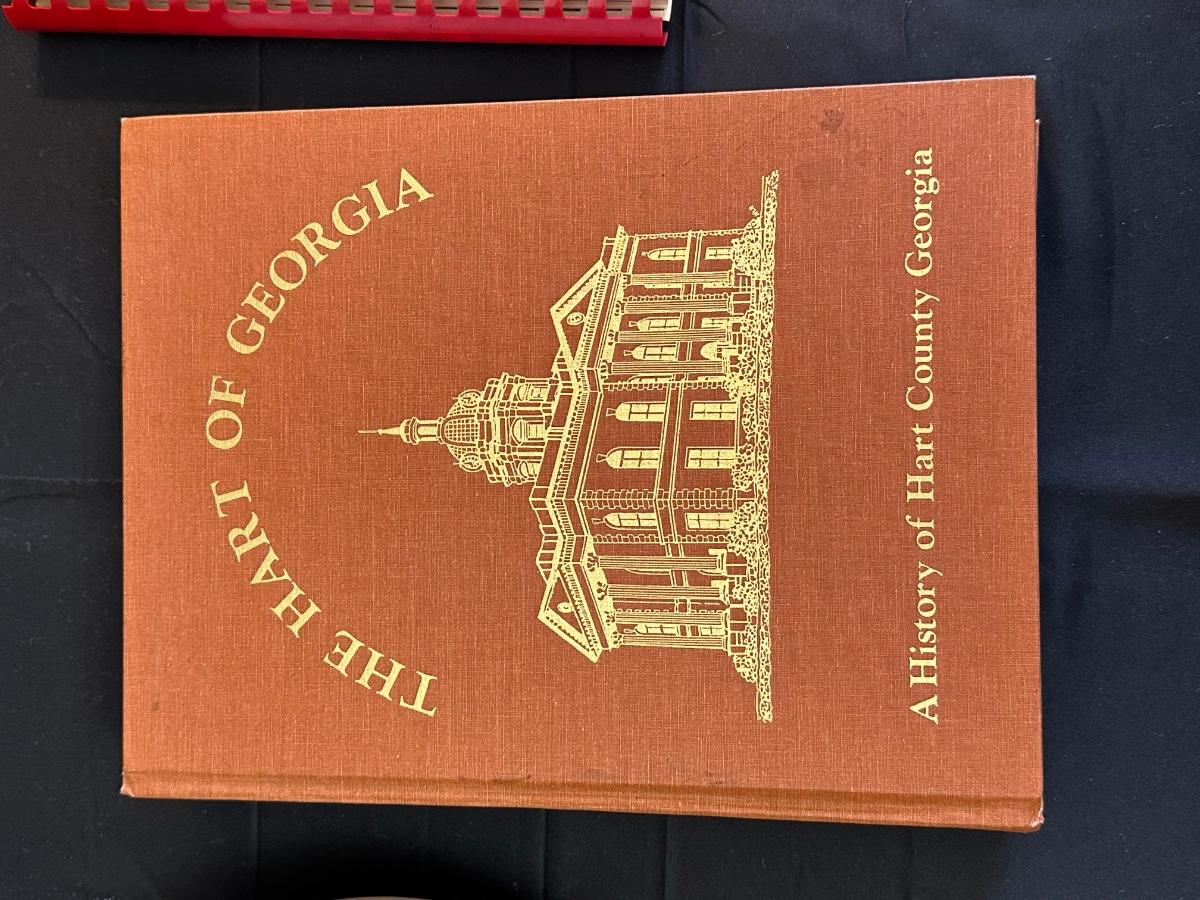 THE HART OF GEORGIA
A History of Hart County Georgia